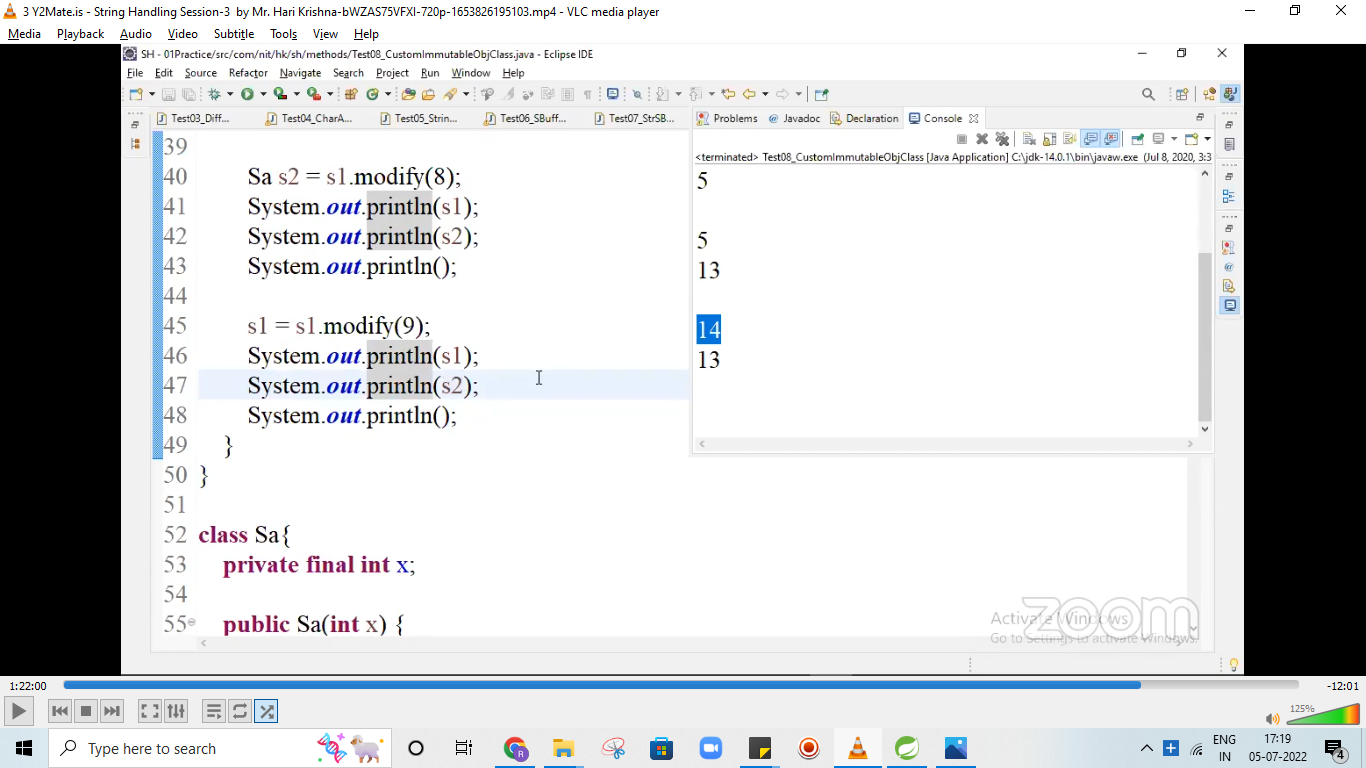 3 Y2Mate.is - String Handling Session-3 by Mr. Hari Krishna-bWZAS75VFXI-720p-1653826195103.mp4 - VLC media player
Media Playback Audio Video Subtitle Tools View Help
SH - 01Practice/src/com/nit/hk/sh/methods/Test08_CustomImmutableObjClass.java - Eclipse IDE
File Edit Source Refactor Navigate Search Project Run Window Help
Test03_Diff... Test04_CharA... Test05_Strin... Test06_SBuff... Test07_StrSB...
Problems @ Javadoc Declaration Console
<terminated> Test08_CustomImmutableObjClass [Java Application] C:\jdk-14.0.1\bin\javaw.exe (Jul 8, 2020, 3:3
39
40 Sa s2 = s1.modify(8);
41 System.out.println(s1);
42 System.out.println(s2);
43 System.out.println();
44
45 s1 = s1.modify(9);
46 System.out.println(s1);
47 System.out.println(s2);
48 System.out.println();
49 }
50 }
51
52 class Sa{
53 private final int x;
54
55 public Sa(int x) {
5
5
13
14
13
zoom
Activate Windows
Go to Settings to activate Windows.
1:22:00
-12:01
125%
Type here to search
ENG
IN
17:19
05-07-2022
4